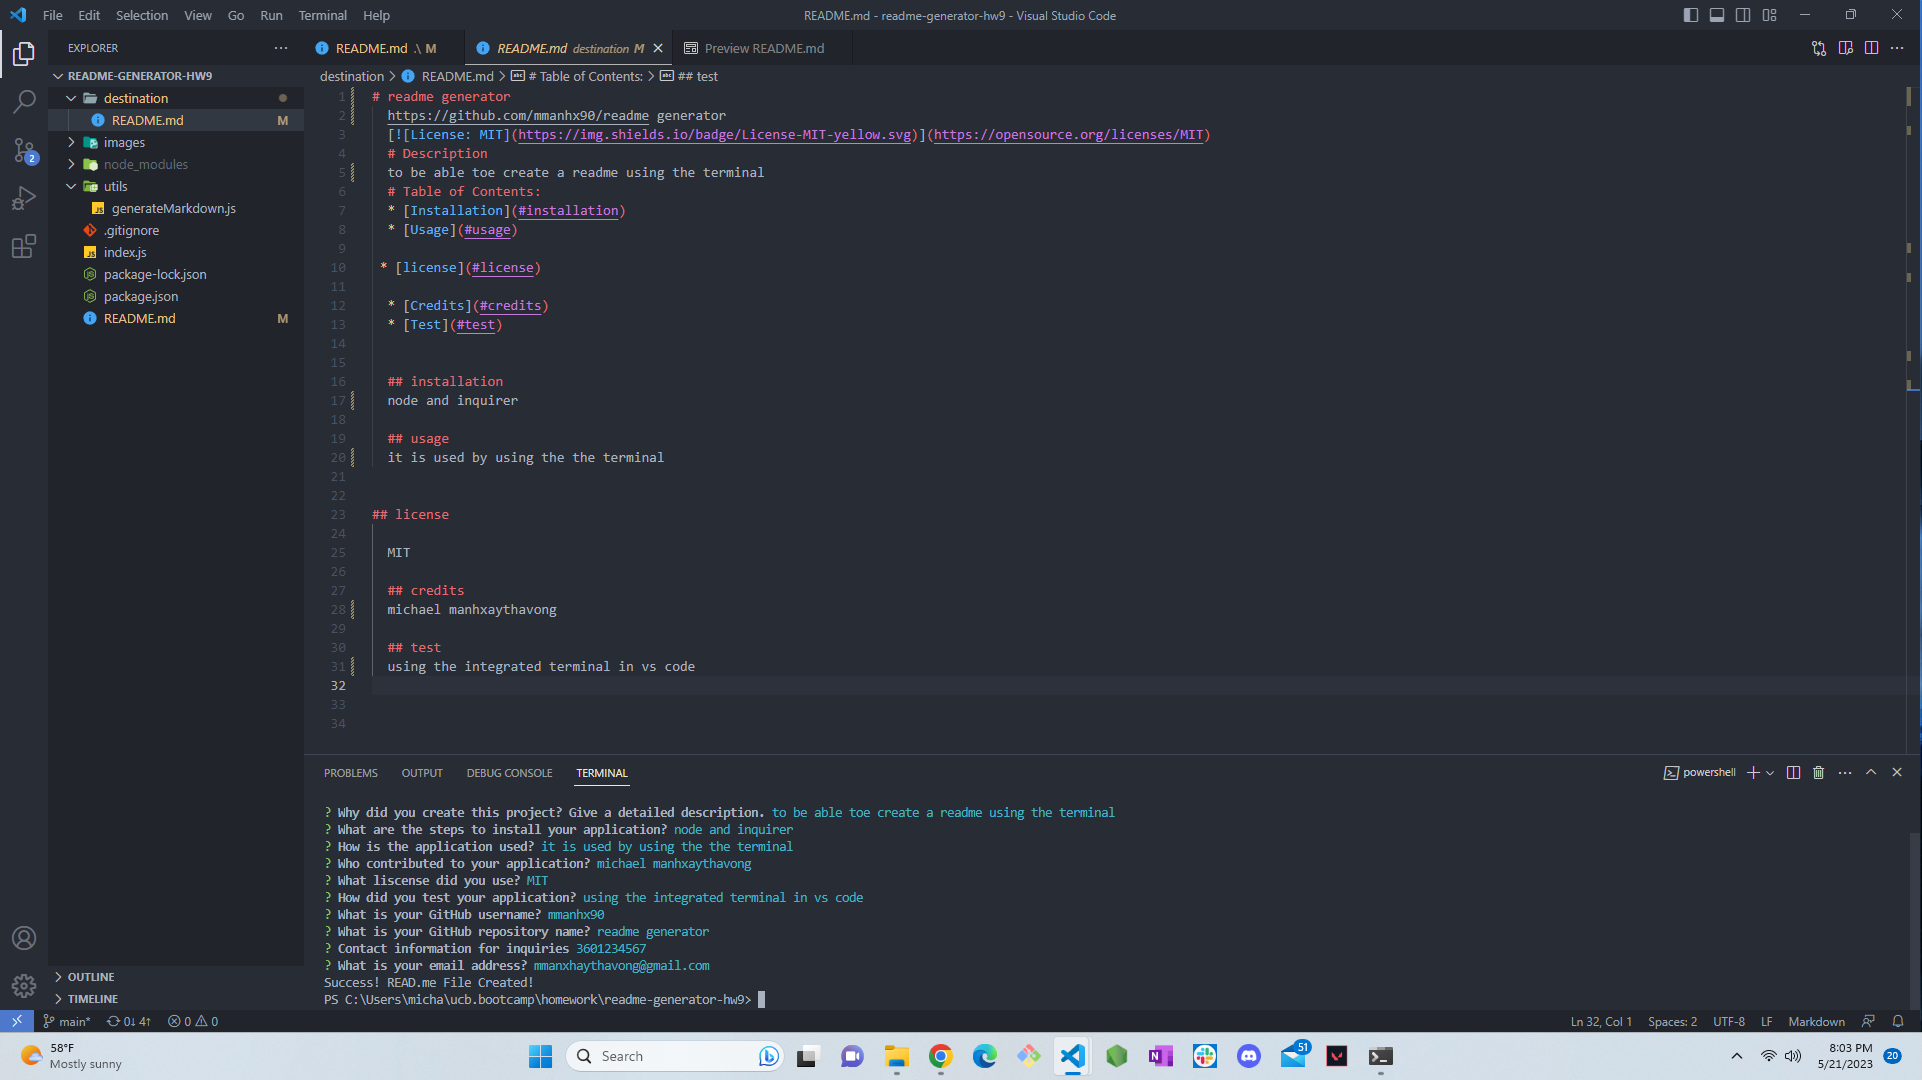 File Edit Selection View Go Run Terminal Help
README.md - readme-generator-hw9 - Visual Studio Code
EXPLORER
README-GENERATOR-HW9
destination
README.md M
images
node_modules
utils
generateMarkdown.js
.gitignore
index.js
package-lock.json
package.json
README.md M
OUTLINE
TIMELINE
README.md .\ M
README.md destination M
Preview README.md
destination > README.md > # Table of Contents: > ## test
1 # readme generator
2 https://github.com/mmanhx90/readme generator
3 [![License: MIT](https://img.shields.io/badge/License-MIT-yellow.svg)](https://opensource.org/licenses/MIT)
4 # Description
5 to be able toe create a readme using the terminal
6 # Table of Contents:
7 * [Installation](#installation)
8 * [Usage](#usage)
9
10 * [license](#license)
11
12 * [Credits](#credits)
13 * [Test](#test)
14
15
16 ## installation
17 node and inquirer
18
19 ## usage
20 it is used by using the the terminal
21
22
23 ## license
24
25 MIT
26
27 ## credits
28 michael manhxaythavong
29
30 ## test
31 using the integrated terminal in vs code
32
33
34
PROBLEMS OUTPUT DEBUG CONSOLE TERMINAL
powershell
? Why did you create this project? Give a detailed description. to be able toe create a readme using the terminal
? What are the steps to install your application? node and inquirer
? How is the application used? it is used by using the the terminal
? Who contributed to your application? michael manhxaythavong
? What liscense did you use? MIT
? How did you test your application? using the integrated terminal in vs code
? What is your GitHub username? mmanhx90
? What is your GitHub repository name? readme generator
? Contact information for inquiries 3601234567
? What is your email address? mmanxhaythavong@gmail.com
Success! READ.me File Created!
PS C:\Users\micha\ucb.bootcamp\homework\readme-generator-hw9>
2
main* 0↓ 4↑ 0 0
Ln 32, Col 1 Spaces: 2 UTF-8 LF Markdown
58°F
Mostly sunny
Search
51
8:03 PM
5/21/2023
20